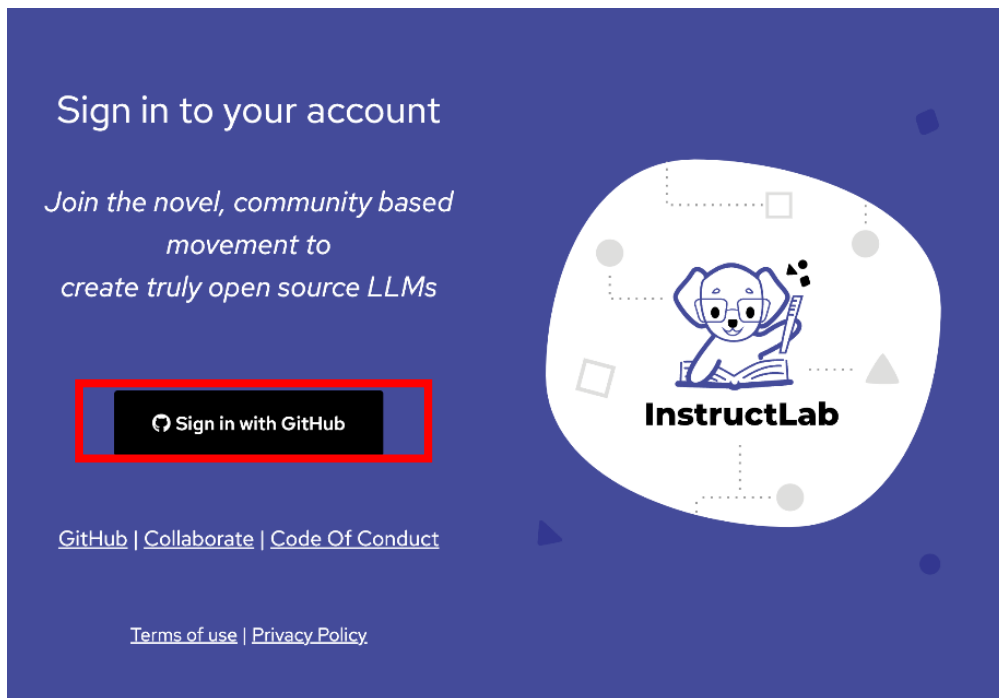 Sign in to your account
Join the novel, community based
movement to
create truly open source LLMs
Sign in with GitHub
GitHub | Collaborate | Code Of Conduct
Terms of use | Privacy Policy
InstructLab